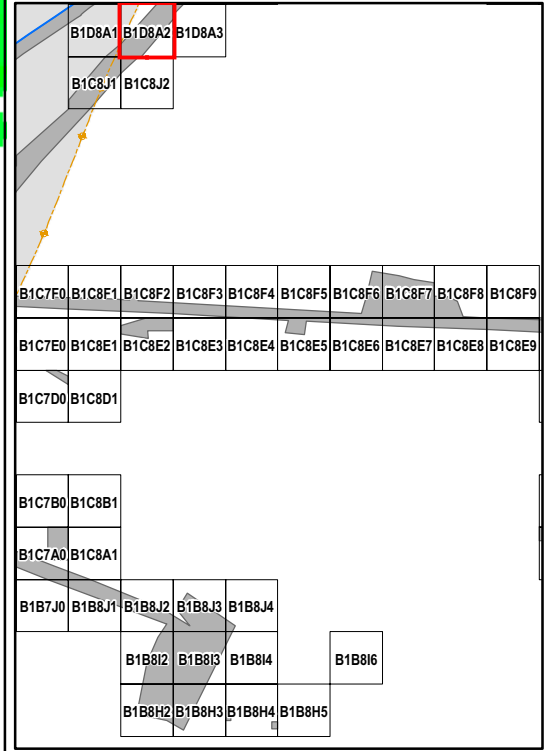 B1D8A1 B1D8A2 B1D8A3
B1C8J1 B1C8J2
B1C7F0 B1C8F1 B1C8F2 B1C8F3 B1C8F4 B1C8F5 B1C8F6 B1C8F7 B1C8F8 B1C8F9
B1C7E0 B1C8E1 B1C8E2 B1C8E3 B1C8E4 B1C8E5 B1C8E6 B1C8E7 B1C8E8 B1C8E9
B1C7D0 B1C8D1
B1C7B0 B1C8B1
B1C7A0 B1C8A1
B1B7J0 B1B8J1 B1B8J2 B1B8J3 B1B8J4
B1B8I2 B1B8I3 B1B8I4 B1B8I6
B1B8H2 B1B8H3 B1B8H4 B1B8H5